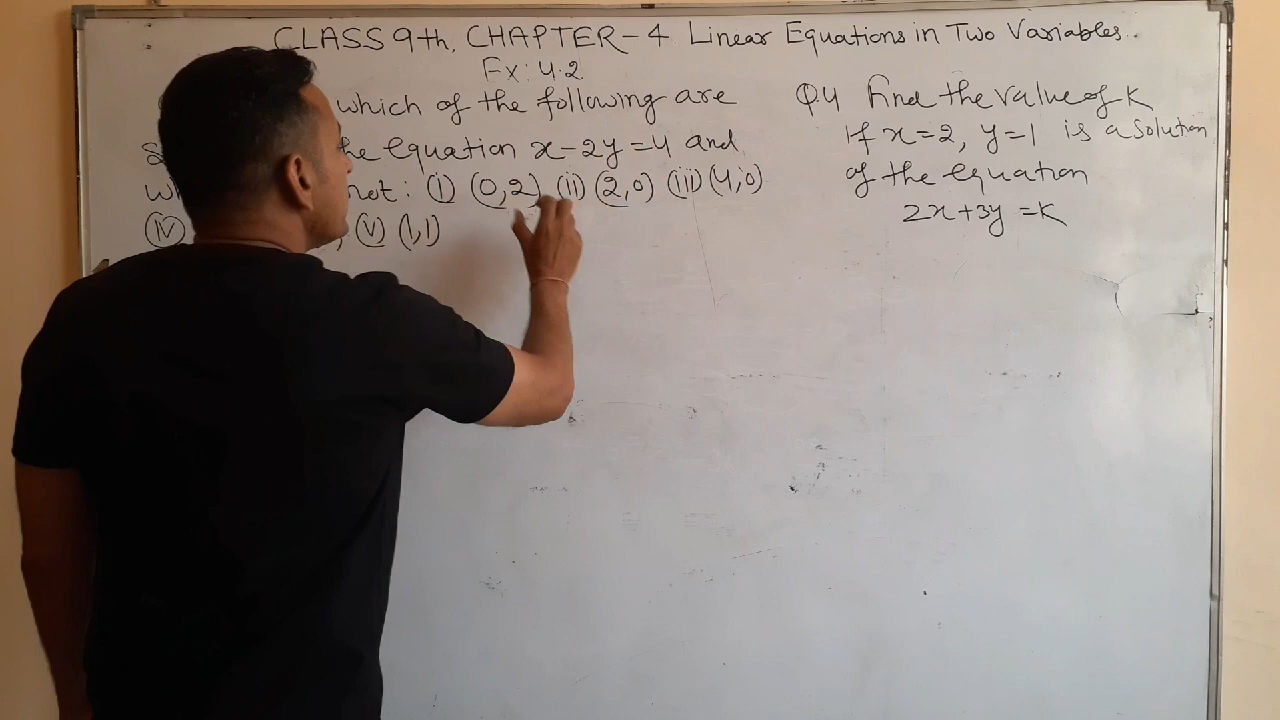 CLASS 9th, CHAPTER-4 Linear Equations in Two Variables.
Ex: 4.2
which of the following are
the equation x-2y=4 and
not: (i) (0,2) (ii) (2,0) (iii) (4,0)
(iv) (v) (1,1)
Q.4 Find the value of K
If x=2, y=1 is a solution
of the equation
2x+3y=K